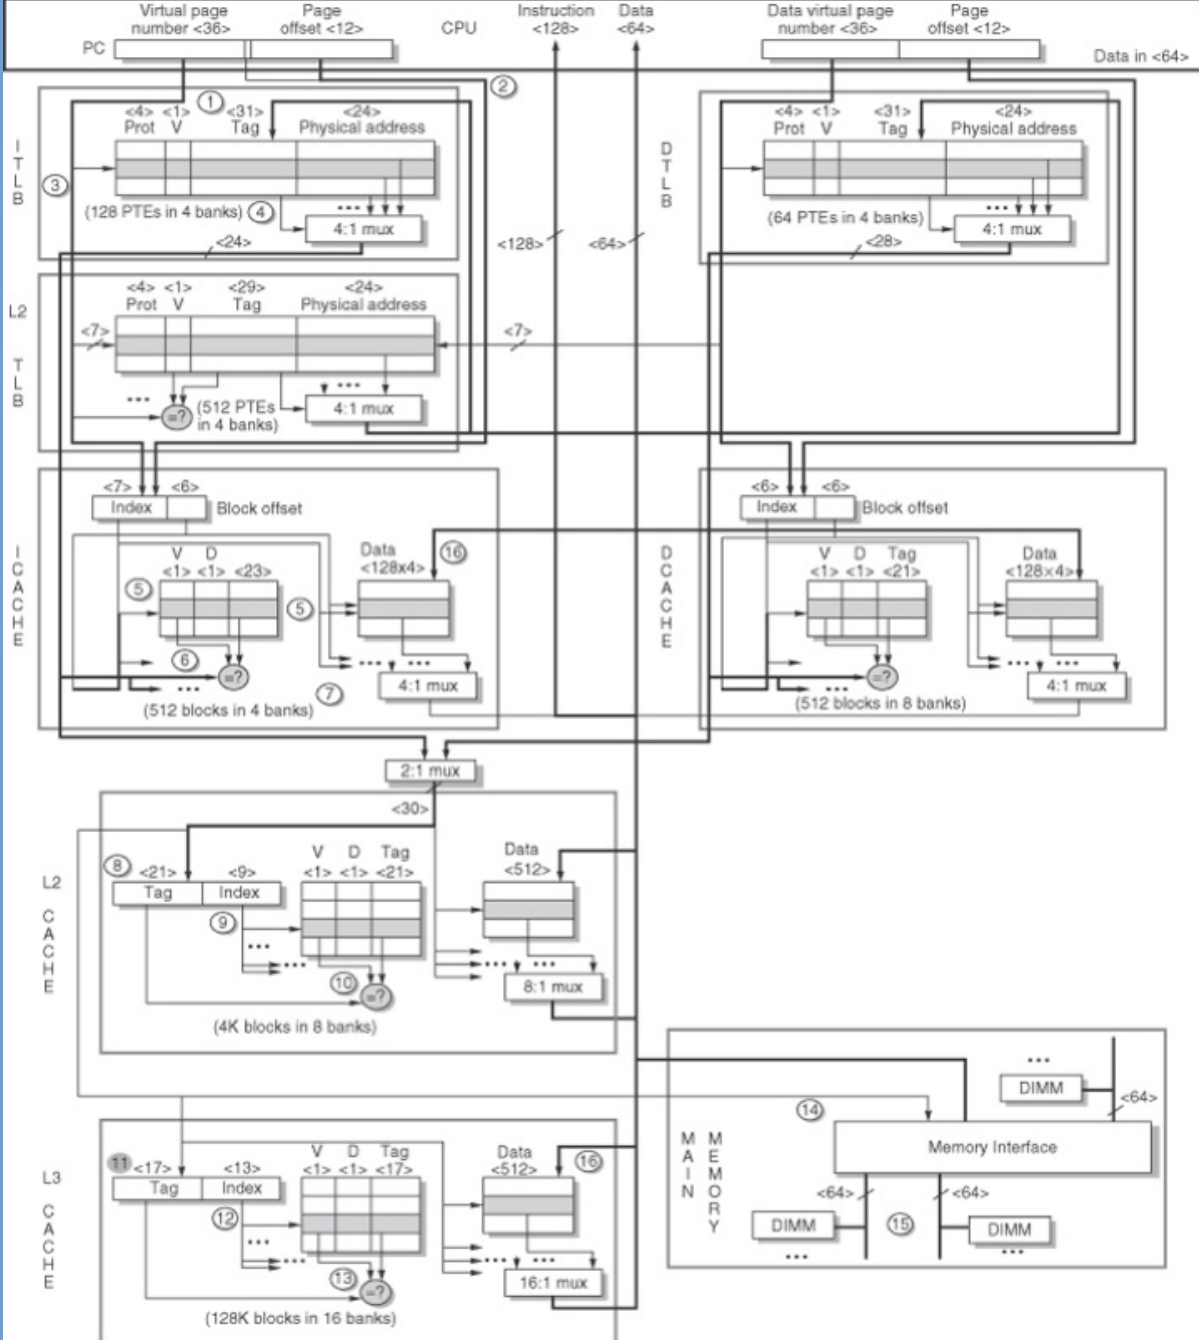 Virtual page
number <36>
Page
offset <12>
CPU
Instruction
<128>
Data
<64>
Data virtual page
number <36>
Page
offset <12>
PC
Data in <64>
2
1
<4> <1> <31> <24>
Prot V Tag Physical address
ITLB
3
(128 PTEs in 4 banks) 4
4:1 mux
<24>
<4> <1> <31> <24>
Prot V Tag Physical address
DTLB
(64 PTEs in 4 banks)
4:1 mux
<28>
<128>
<64>
<4> <1> <29> <24>
Prot V Tag Physical address
L2
TLB
<7>
<7>
=?
(512 PTEs
in 4 banks)
4:1 mux
<7> <6>
Index Block offset
ICACHE
V D
<1> <1> <23>
Data
<128x4>
16
5
5
6
=?
7
4:1 mux
(512 blocks in 4 banks)
<6> <6>
Index Block offset
DCACHE
V D Tag
<1> <1> <21>
Data
<128×4>
=?
4:1 mux
(512 blocks in 8 banks)
2:1 mux
<30>
L2
CACHE
8
<21> <9>
Tag Index
V D Tag
<1> <1> <21>
Data
<512>
9
10
=?
8:1 mux
(4K blocks in 8 banks)
L3
CACHE
11
<17> <13>
Tag Index
V D Tag
<1> <1> <17>
Data
<512>
16
12
13
=?
16:1 mux
(128K blocks in 16 banks)
MAIN
MEMORY
14
DIMM
<64>
Memory Interface
<64> <64>
DIMM
15
DIMM